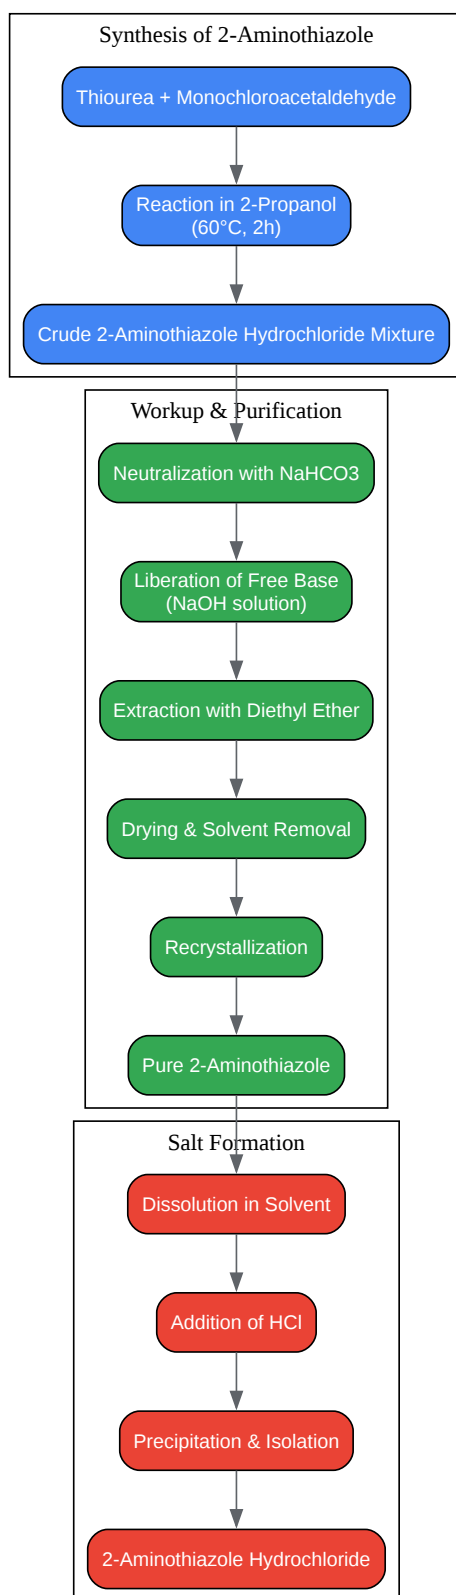 Synthesis of 2-Aminothiazole
Thiourea + Monochloroacetaldehyde
Reaction in 2-Propanol
(60°C, 2h)
Crude 2-Aminothiazole Hydrochloride Mixture
Workup & Purification
Neutralization with NaHCO3
Liberation of Free Base
(NaOH solution)
Extraction with Diethyl Ether
Drying & Solvent Removal
Recrystallization
Pure 2-Aminothiazole
Salt Formation
Dissolution in Solvent
Addition of HCl
Precipitation & Isolation
2-Aminothiazole Hydrochloride